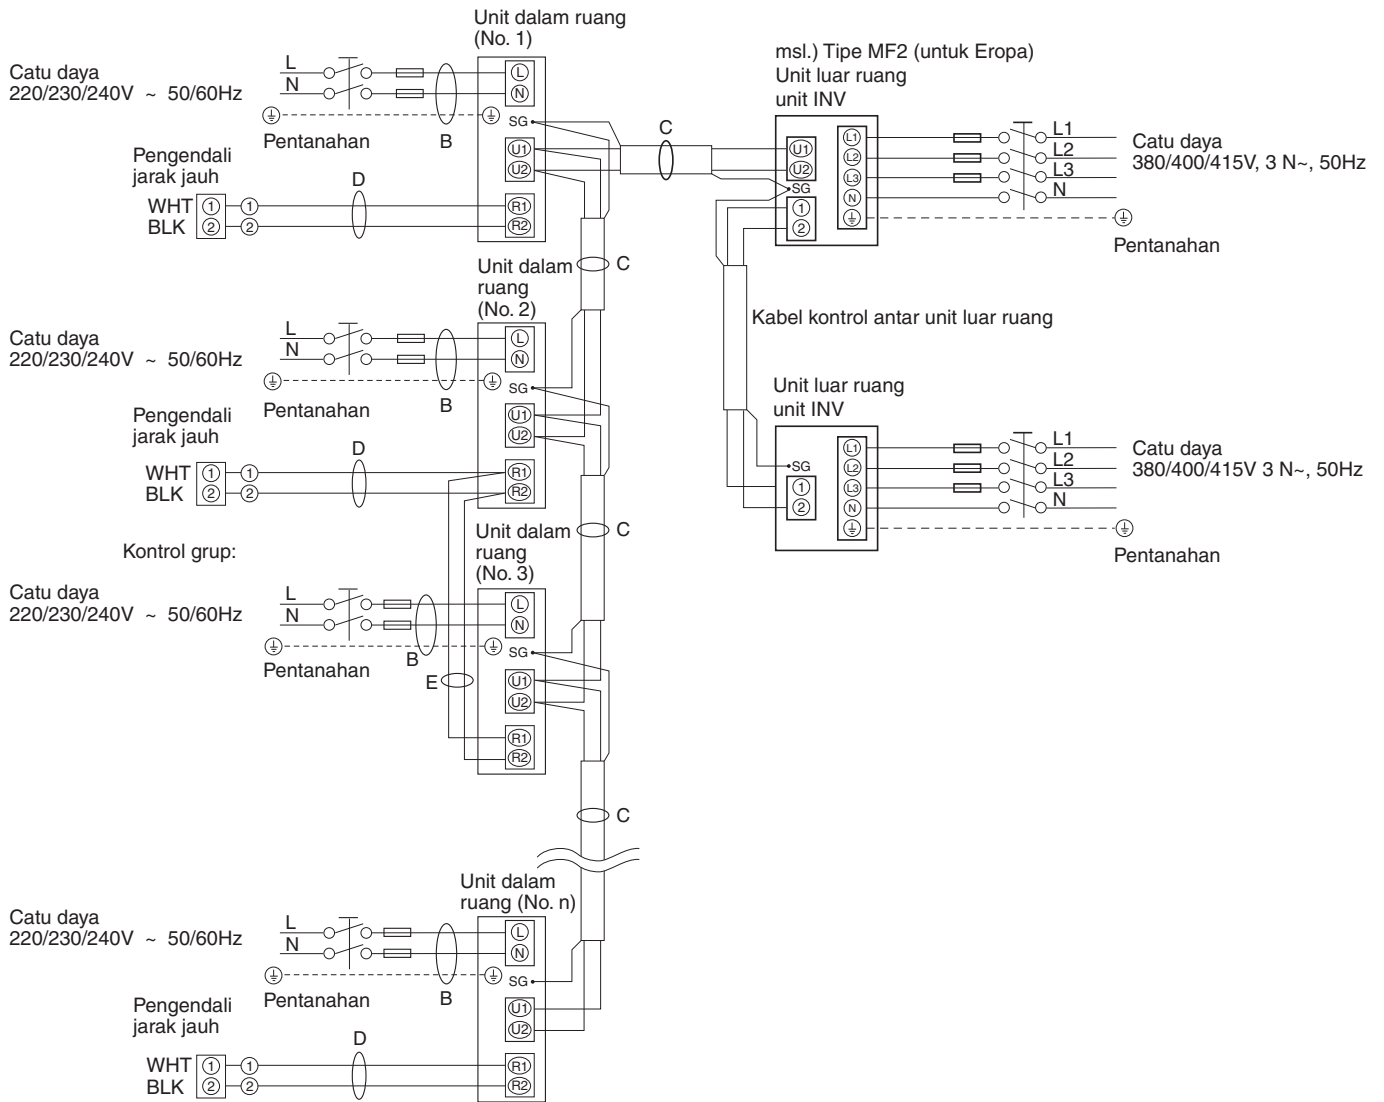 Unit dalam ruang
(No. 1)
Catu daya
220/230/240V ~ 50/60Hz
L
N
L
N
SG
Pentanahan
B
U1
U2
Pengendali
jarak jauh
D
WHT 1 1
BLK 2 2
R1
R2
C
C
msl.) Tipe MF2 (untuk Eropa)
Unit luar ruang
unit INV
U1
U2
SG
1
2
L1
L2
L3
N
L1
L2
L3
N
Catu daya
380/400/415V, 3 N~, 50Hz
Pentanahan
Kabel kontrol antar unit luar ruang
Unit dalam
ruang
(No. 2)
Catu daya
220/230/240V ~ 50/60Hz
L
N
L
N
SG
Pentanahan
B
U1
U2
Pengendali
jarak jauh
D
WHT 1 1
BLK 2 2
R1
R2
C
Unit luar ruang
unit INV
SG
1
2
L1
L2
L3
N
L1
L2
L3
N
Catu daya
380/400/415V 3 N~, 50Hz
Pentanahan
Unit dalam
ruang
(No. 3)
Kontrol grup:
Catu daya
220/230/240V ~ 50/60Hz
L
N
L
N
SG
Pentanahan
B
E
U1
U2
R1
R2
C
Unit dalam
ruang (No. n)
Catu daya
220/230/240V ~ 50/60Hz
L
N
L
N
SG
Pentanahan
B
U1
U2
Pengendali
jarak jauh
D
WHT 1 1
BLK 2 2
R1
R2